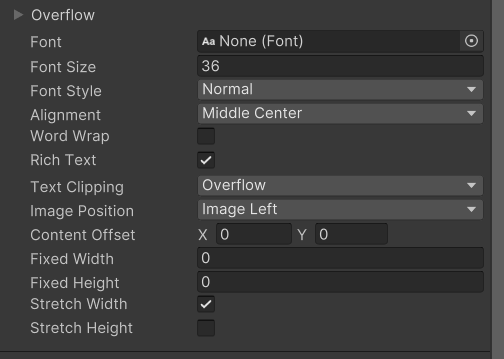 Overflow
Font Aa None (Font)
Font Size 36
Font Style Normal
Alignment Middle Center
Word Wrap
Rich Text
Text Clipping Overflow
Image Position Image Left
Content Offset X 0 Y 0
Fixed Width 0
Fixed Height 0
Stretch Width
Stretch Height